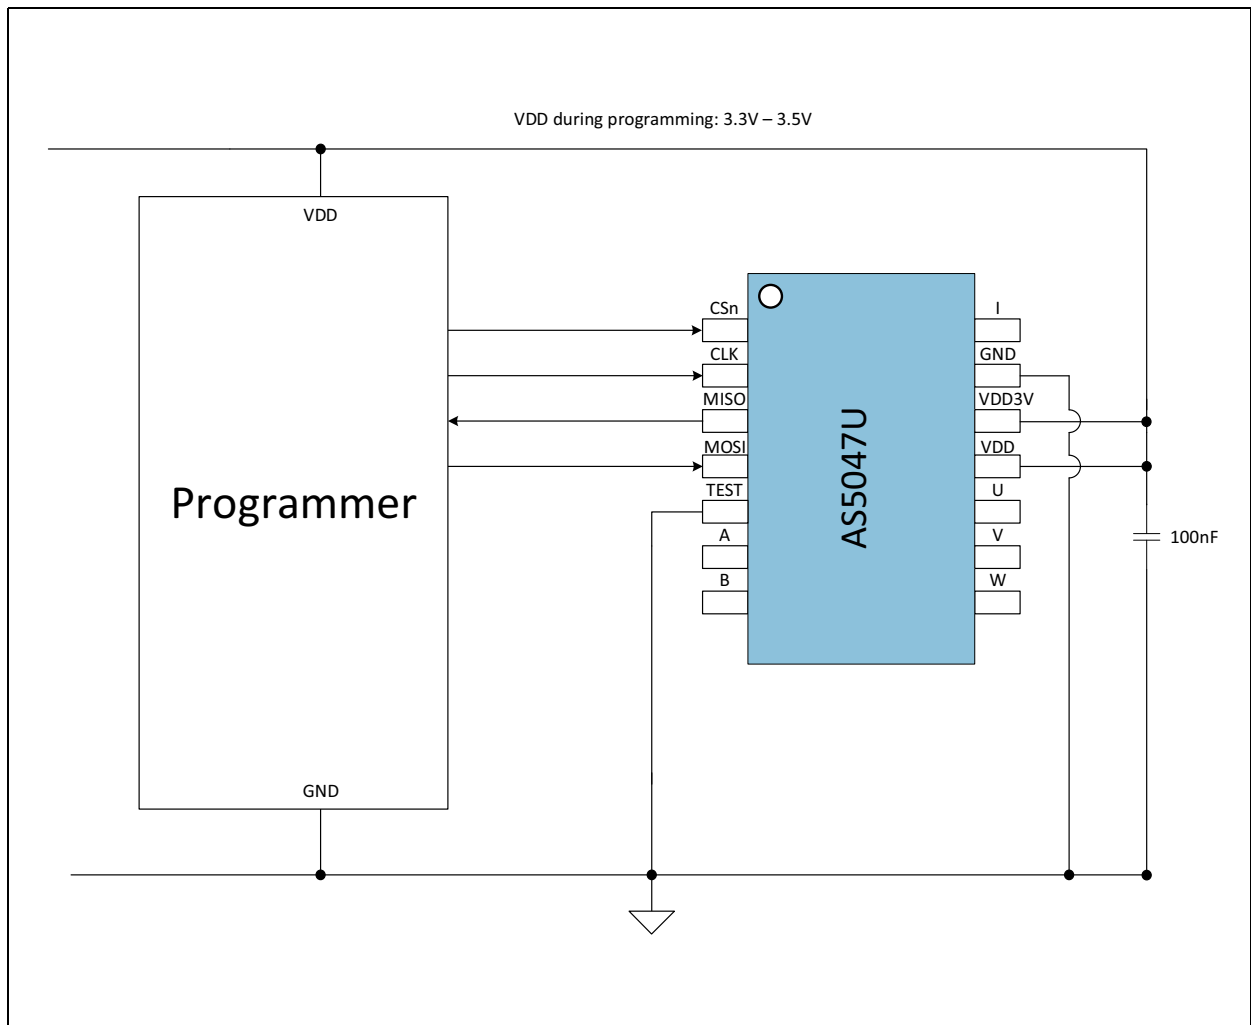 VDD during programming: 3.3V – 3.5V
VDD
Programmer
GND
CSn
CLK
MISO
MOSI
TEST
A
B
AS5047U
I
GND
VDD3V
VDD
U
V
W
100nF